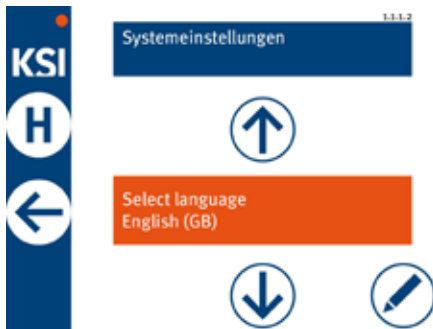 1.1.1.2
Systemeinstellungen
KSI
H
Select language
English (GB)